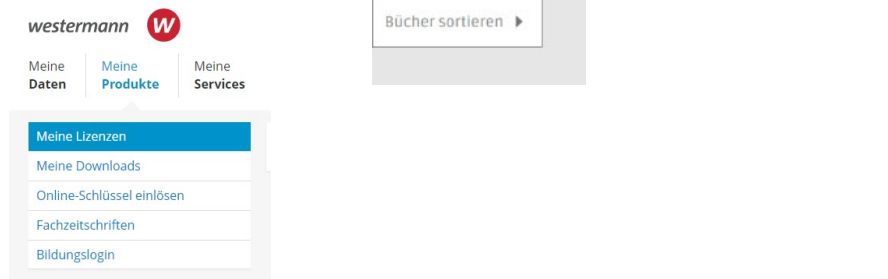 westermann W
Meine Daten
Meine Produkte
Meine Services
Meine Lizenzen
Meine Downloads
Online-Schlüssel einlösen
Fachzeitschriften
Bildungslogin
Bücher sortieren